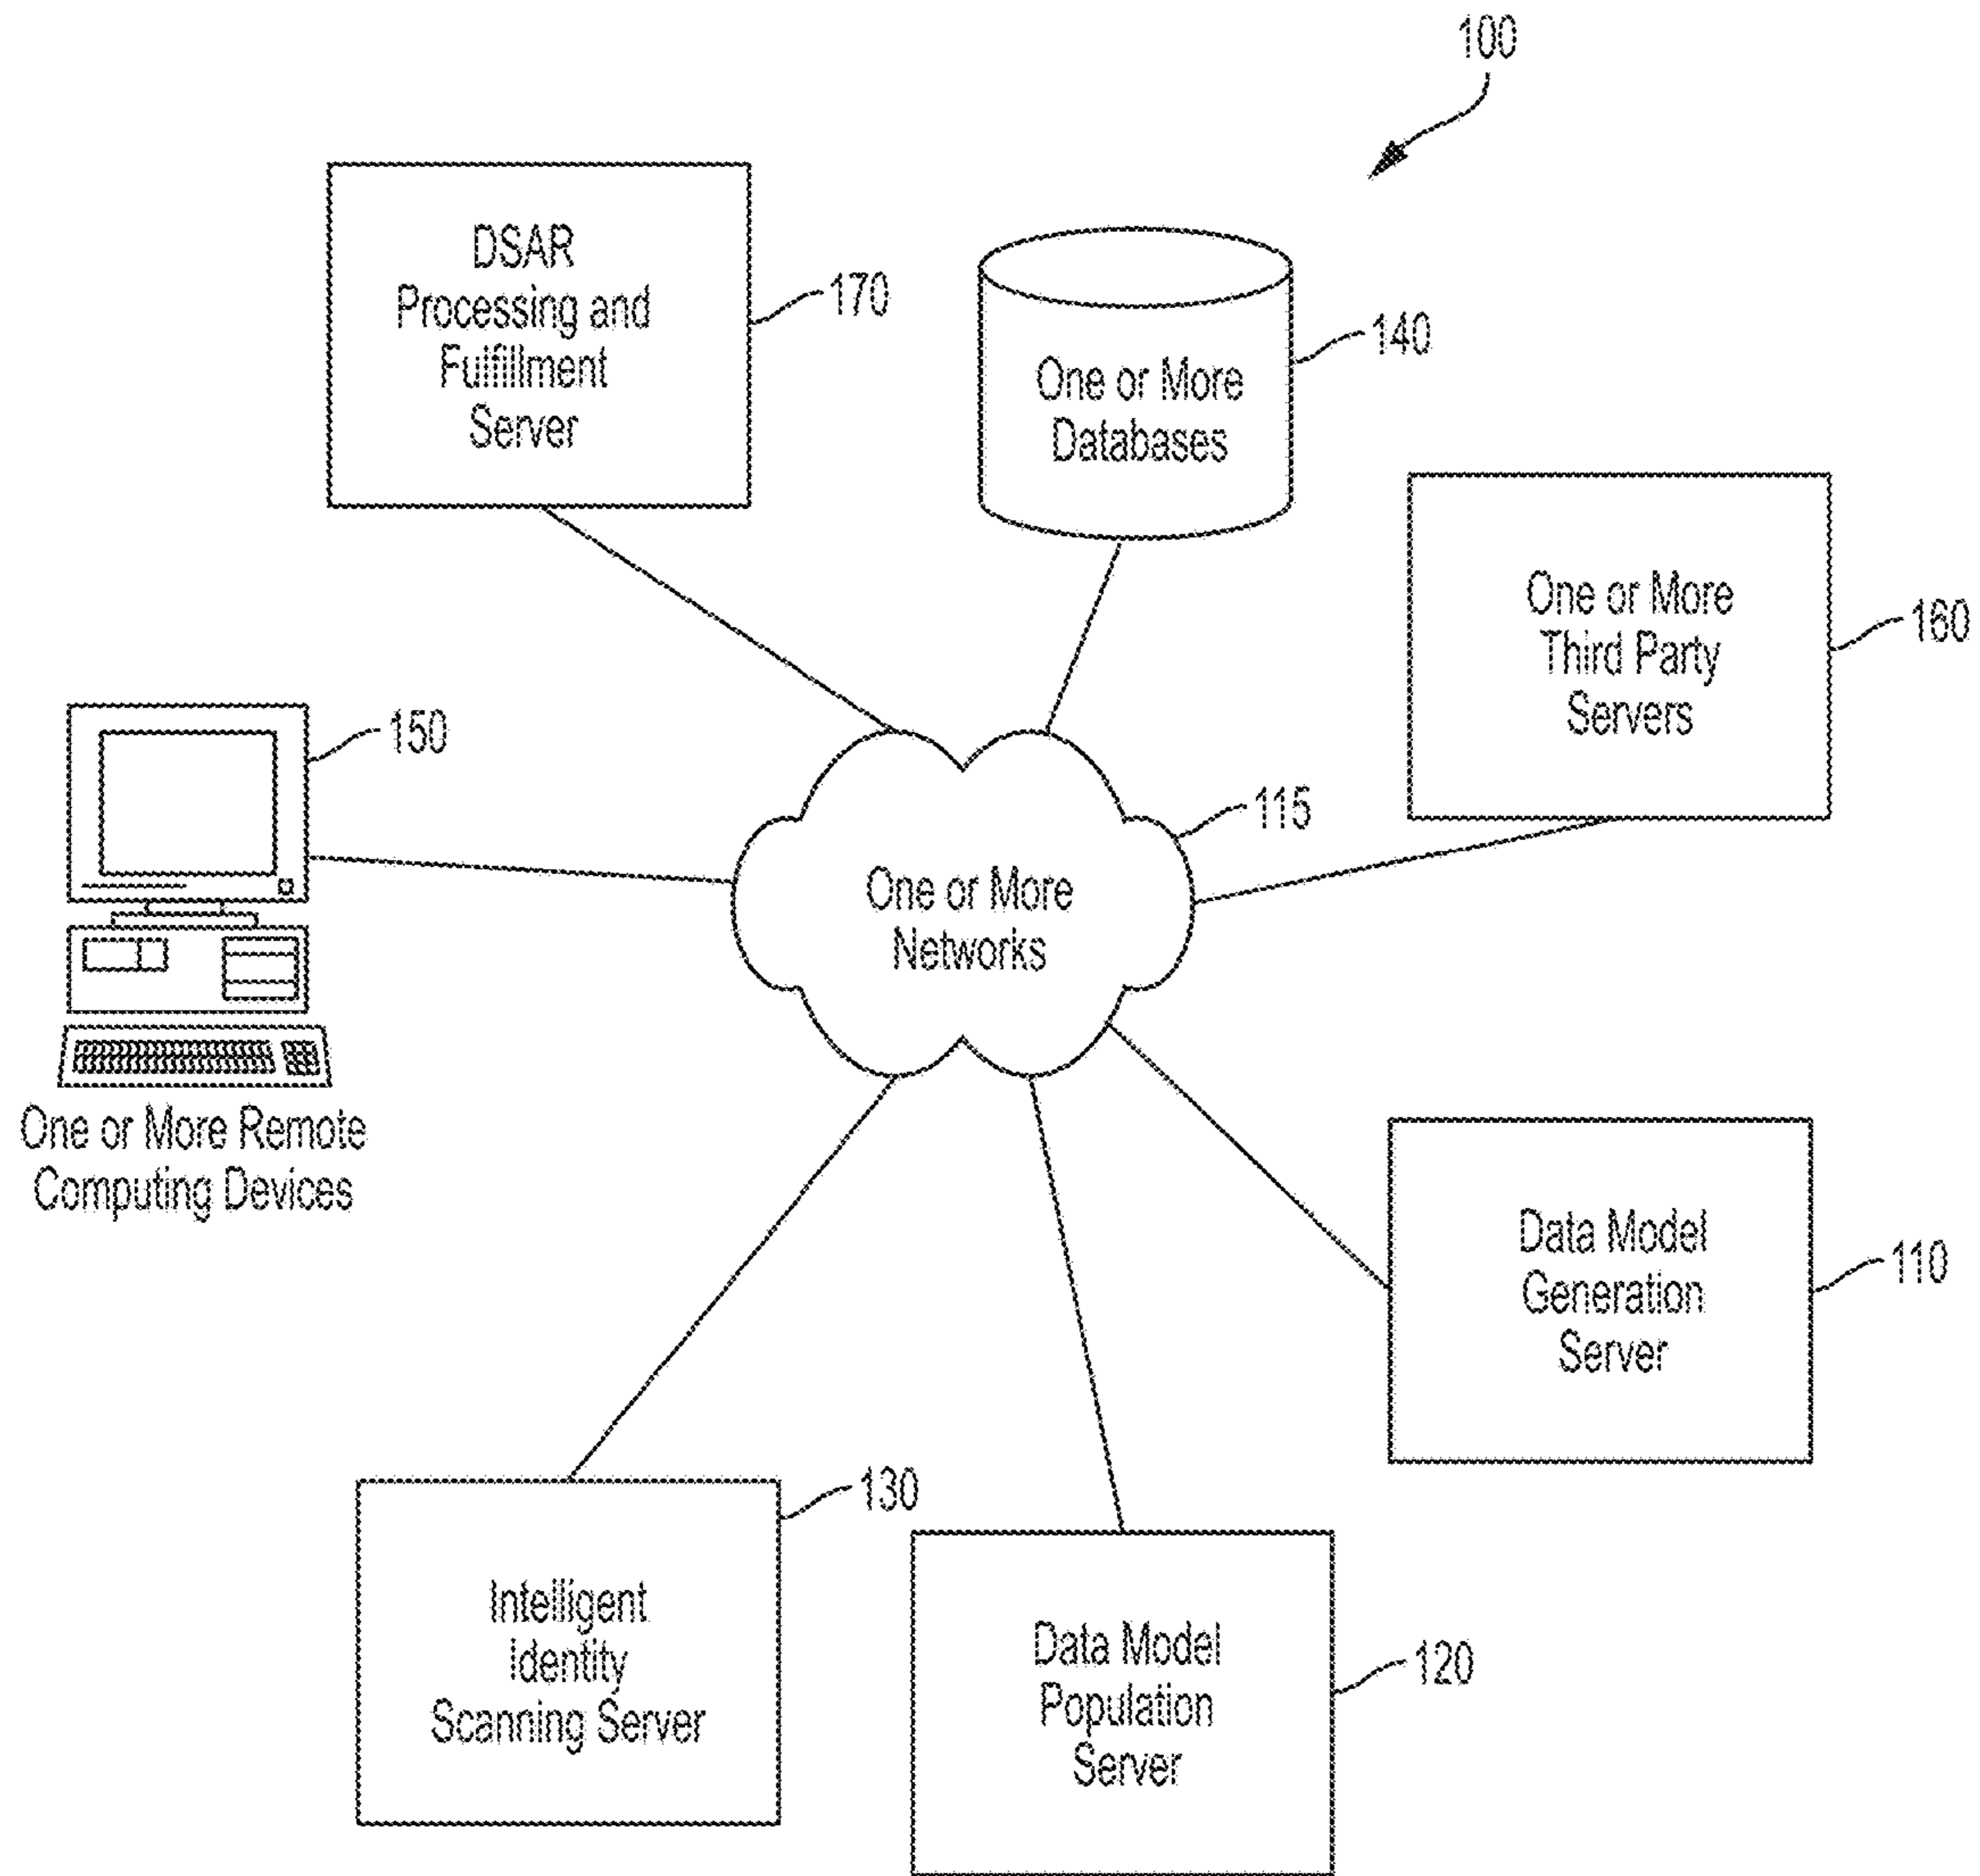 100
DSAR
Processing and
Fulfillment
Server
170
One or More
Databases
140
One or More
Third Party
Servers
160
150
One or More Remote
Computing Devices
115
One or More
Networks
Data Model
Generation
Server
110
Intelligent
Identity
Scanning Server
130
Data Model
Population
Server
120